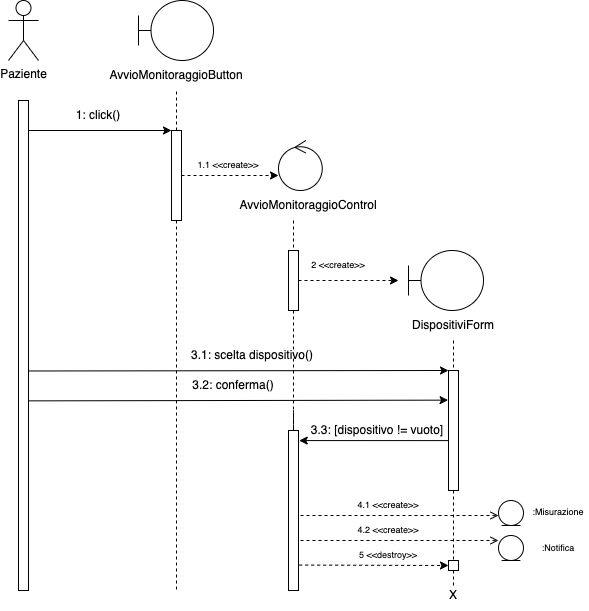 Paziente
AvvioMonitoraggioButton
1: click()
1.1 <<create>>
AvvioMonitoraggioControl
2 <<create>>
DispositiviForm
3.1: scelta dispositivo()
3.2: conferma()
3.3: [dispositivo != vuoto]
4.1 <<create>>
:Misurazione
4.2 <<create>>
:Notifica
5 <<destroy>>
X